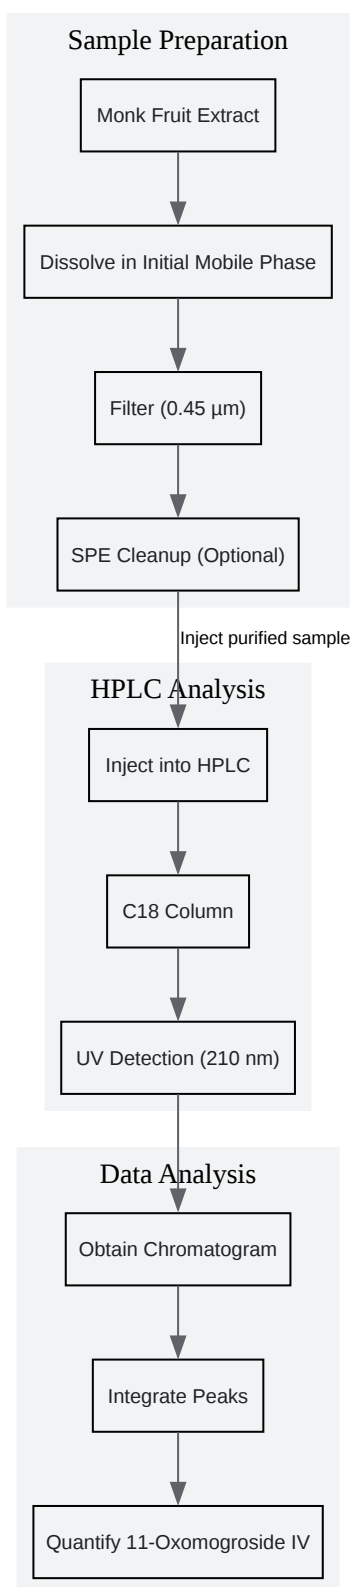 Sample Preparation
Monk Fruit Extract
Dissolve in Initial Mobile Phase
Filter (0.45 µm)
SPE Cleanup (Optional)
Inject purified sample
HPLC Analysis
Inject into HPLC
C18 Column
UV Detection (210 nm)
Data Analysis
Obtain Chromatogram
Integrate Peaks
Quantify 11-Oxomogroside IV